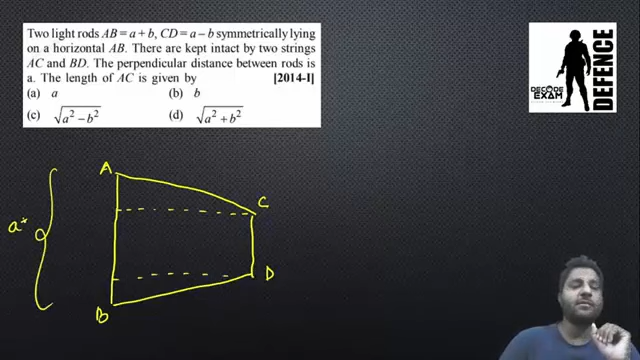 Two light rods AB = a + b, CD = a – b symmetrically lying
on a horizontal AB. There are kept intact by two strings
AC and BD. The perpendicular distance between rods is
a. The length of AC is given by [2014-I]
(a) a (b) b
(c) √a² – b² (d) √a² + b²
DECODE EXAM
DEFENCE
A
C
D
B